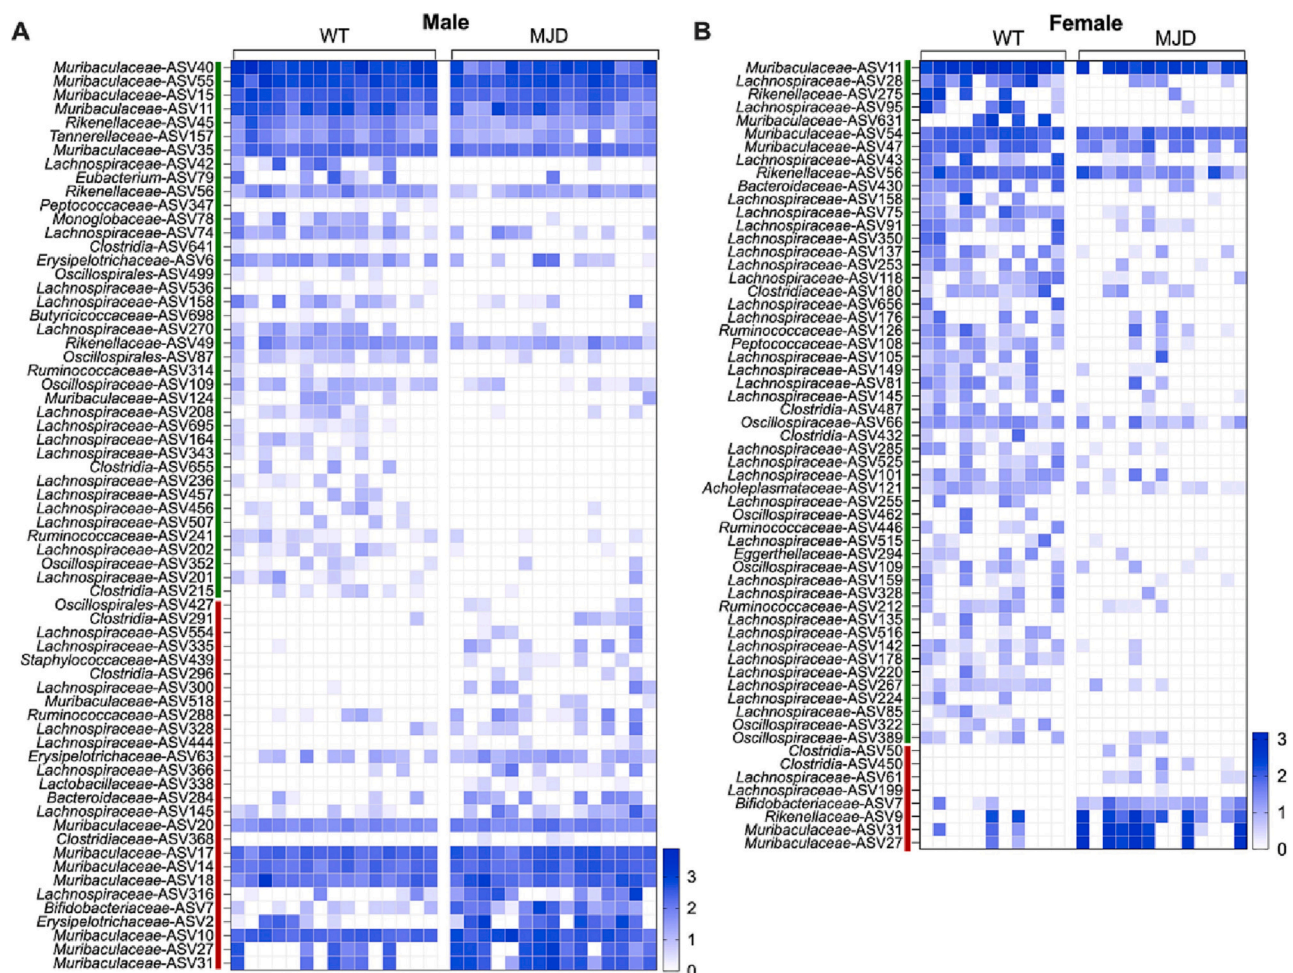 A
Male
WT
MJD
Muribaculaceae-ASV40
Muribaculaceae-ASV55
Muribaculaceae-ASV15
Muribaculaceae-ASV11
Rikenellaceae-ASV45
Tannerellaceae-ASV157
Muribaculaceae-ASV35
Lachnospiraceae-ASV42
Eubacterium-ASV79
Rikenellaceae-ASV56
Peptococcaceae-ASV347
Monoglobaceae-ASV78
Lachnospiraceae-ASV74
Clostridia-ASV641
Erysipelotrichaceae-ASV6
Oscillospirales-ASV499
Lachnospiraceae-ASV536
Lachnospiraceae-ASV158
Butyricicoccaceae-ASV698
Lachnospiraceae-ASV270
Rikenellaceae-ASV49
Oscillospirales-ASV87
Ruminococcaceae-ASV314
Oscillospiraceae-ASV109
Muribaculaceae-ASV124
Lachnospiraceae-ASV208
Lachnospiraceae-ASV695
Lachnospiraceae-ASV164
Lachnospiraceae-ASV343
Clostridia-ASV655
Lachnospiraceae-ASV236
Lachnospiraceae-ASV457
Lachnospiraceae-ASV456
Lachnospiraceae-ASV507
Ruminococcaceae-ASV241
Lachnospiraceae-ASV202
Oscillospiraceae-ASV352
Lachnospiraceae-ASV201
Clostridia-ASV215
Oscillospirales-ASV427
Clostridia-ASV291
Lachnospiraceae-ASV554
Lachnospiraceae-ASV335
Staphylococcaceae-ASV439
Clostridia-ASV296
Lachnospiraceae-ASV300
Muribaculaceae-ASV518
Ruminococcaceae-ASV288
Lachnospiraceae-ASV328
Lachnospiraceae-ASV444
Erysipelotrichaceae-ASV63
Lachnospiraceae-ASV366
Lactobacillaceae-ASV338
Bacteroidaceae-ASV284
Lachnospiraceae-ASV145
Muribaculaceae-ASV20
Clostridiaceae-ASV368
Muribaculaceae-ASV17
Muribaculaceae-ASV14
Muribaculaceae-ASV18
Lachnospiraceae-ASV316
Bifidobacteriaceae-ASV7
Erysipelotrichaceae-ASV2
Muribaculaceae-ASV10
Muribaculaceae-ASV27
Muribaculaceae-ASV31
3
2
1
0
B
Female
WT
MJD
Muribaculaceae-ASV11
Lachnospiraceae-ASV28
Rikenellaceae-ASV275
Lachnospiraceae-ASV95
Muribaculaceae-ASV631
Muribaculaceae-ASV54
Muribaculaceae-ASV47
Lachnospiraceae-ASV43
Rikenellaceae-ASV56
Bacteroidaceae-ASV430
Lachnospiraceae-ASV158
Lachnospiraceae-ASV75
Lachnospiraceae-ASV91
Lachnospiraceae-ASV350
Lachnospiraceae-ASV137
Lachnospiraceae-ASV253
Lachnospiraceae-ASV118
Clostridiaceae-ASV180
Lachnospiraceae-ASV656
Lachnospiraceae-ASV176
Ruminococcaceae-ASV126
Peptococcaceae-ASV108
Lachnospiraceae-ASV105
Lachnospiraceae-ASV149
Lachnospiraceae-ASV81
Lachnospiraceae-ASV145
Clostridia-ASV487
Oscillospiraceae-ASV66
Clostridia-ASV432
Lachnospiraceae-ASV285
Lachnospiraceae-ASV525
Lachnospiraceae-ASV101
Acholeplasmataceae-ASV121
Lachnospiraceae-ASV255
Oscillospiraceae-ASV462
Ruminococcaceae-ASV446
Lachnospiraceae-ASV515
Eggerthellaceae-ASV294
Oscillospiraceae-ASV109
Lachnospiraceae-ASV159
Lachnospiraceae-ASV328
Ruminococcaceae-ASV212
Lachnospiraceae-ASV135
Lachnospiraceae-ASV516
Lachnospiraceae-ASV142
Lachnospiraceae-ASV178
Lachnospiraceae-ASV220
Lachnospiraceae-ASV267
Lachnospiraceae-ASV224
Lachnospiraceae-ASV85
Oscillospiraceae-ASV322
Oscillospiraceae-ASV389
Clostridia-ASV50
Clostridia-ASV450
Lachnospiraceae-ASV61
Lachnospiraceae-ASV199
Bifidobacteriaceae-ASV7
Rikenellaceae-ASV9
Muribaculaceae-ASV31
Muribaculaceae-ASV27
3
2
1
0